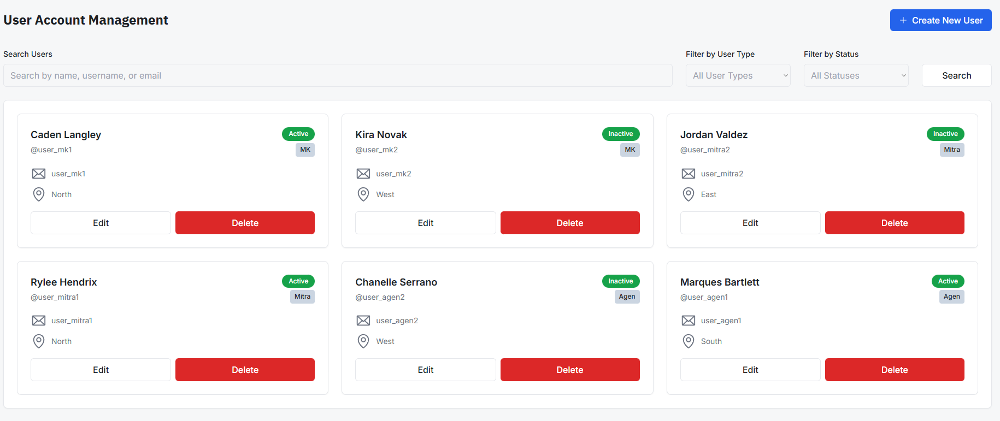 User Account Management
+ Create New User
Search Users
Filter by User Type
Filter by Status
Search by name, username, or email
All User Types
All Statuses
Search
Caden Langley
Active
@user_mk1
MK
user_mk1
North
Edit
Delete
Kira Novak
Inactive
@user_mk2
MK
user_mk2
West
Edit
Delete
Jordan Valdez
Inactive
@user_mitra2
Mitra
user_mitra2
East
Edit
Delete
Rylee Hendrix
Active
@user_mitra1
Mitra
user_mitra1
North
Edit
Delete
Chanelle Serrano
Inactive
@user_agen2
Agen
user_agen2
West
Edit
Delete
Marques Bartlett
Active
@user_agen1
Agen
user_agen1
South
Edit
Delete